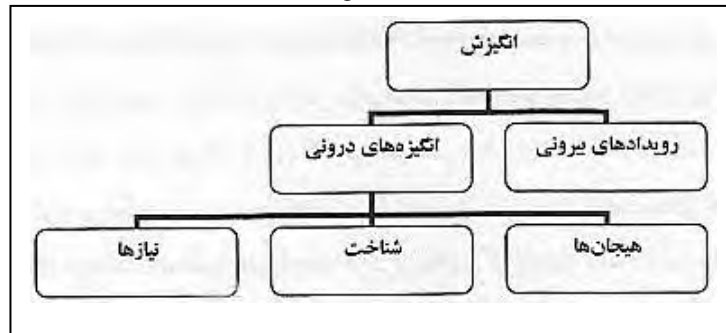 انگیزش
رویدادهای بیرونی
انگیزه‌های درونی
هیجان‌ها
شناخت
نیازها